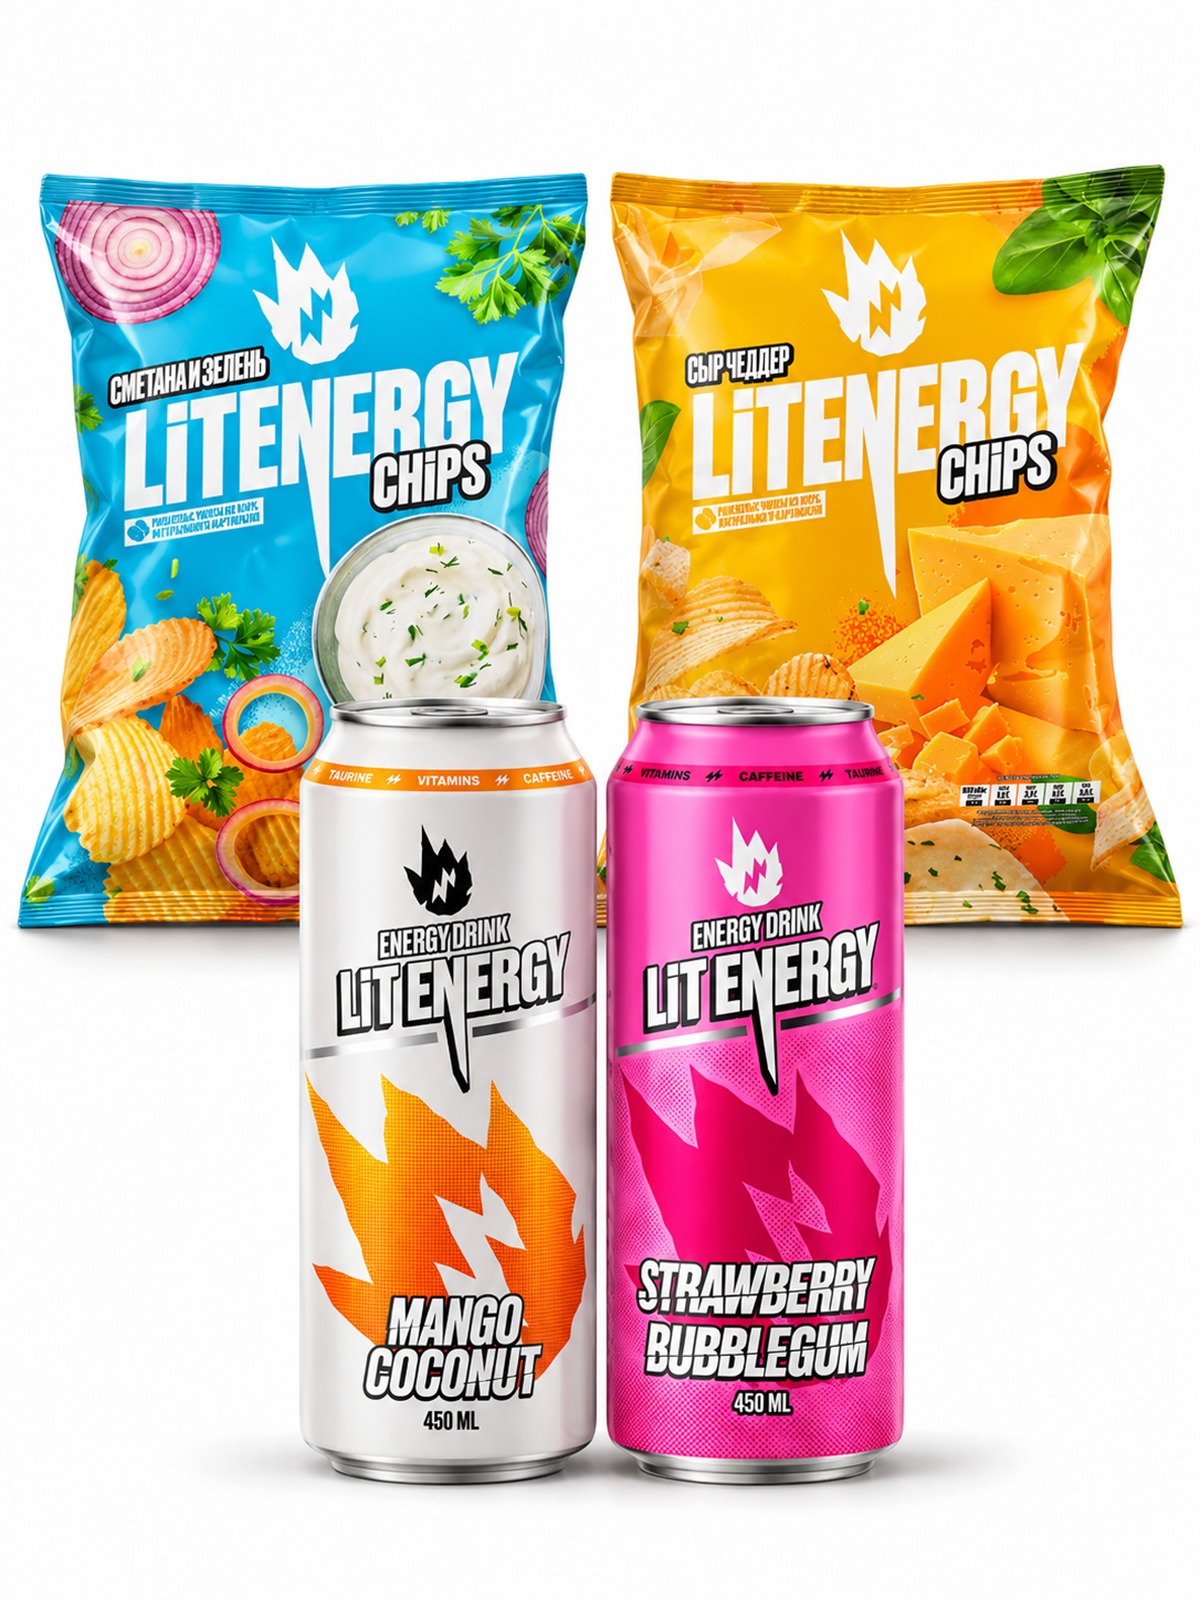 СМЕТАНА И ЗЕЛЕНЬ
LiTENERGY
CHiPS
СЫР ЧЕДДЕР
LiTENERGY
CHiPS
TAURINE VITAMINS CAFFEINE
ENERGY DRINK
LiT ENERGY
MANGO
COCONUT
450 ML
VITAMINS CAFFEINE TAURINE
ENERGY DRINK
LiT ENERGY
STRAWBERRY
BUBBLEGUM
450 ML